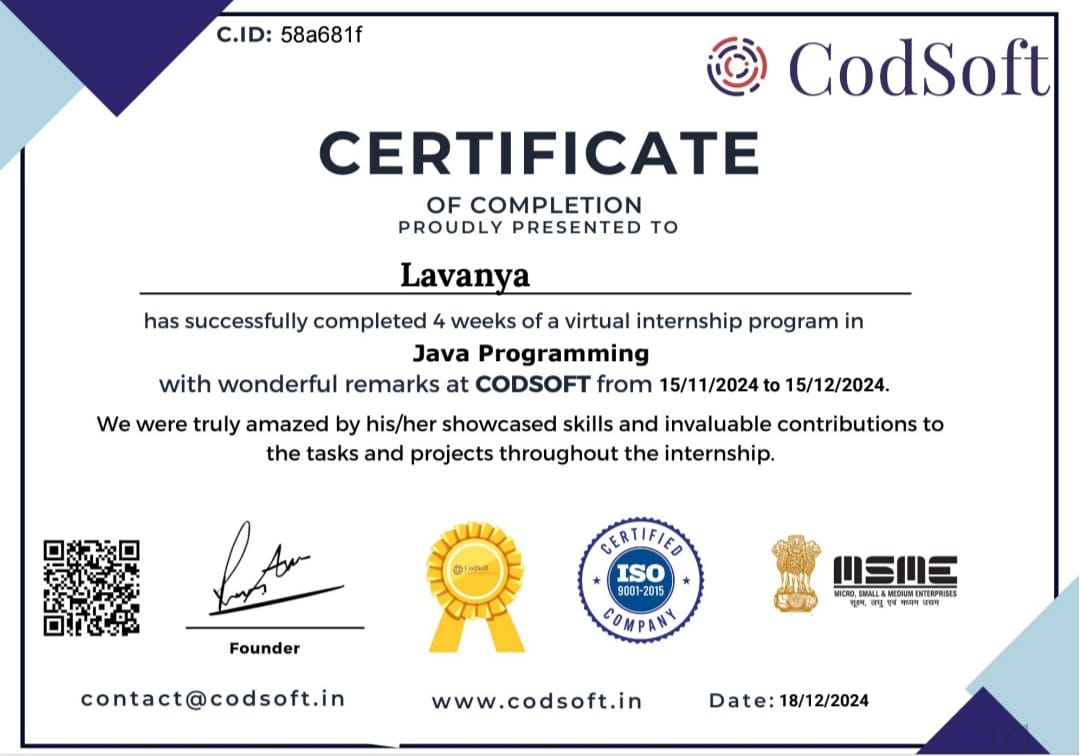 C.ID: 58a681f
CodSoft
CERTIFICATE
OF COMPLETION
PROUDLY PRESENTED TO
Lavanya
has successfully completed 4 weeks of a virtual internship program in
Java Programming
with wonderful remarks at CODSOFT from 15/11/2024 to 15/12/2024.
We were truly amazed by his/her showcased skills and invaluable contributions to
the tasks and projects throughout the internship.
CodSoft
CERTIFIED
ISO
9001-2015
COMPANY
MSME
MICRO, SMALL & MEDIUM ENTERPRISES
सूक्ष्म, लघु एवं मध्यम उद्यम
Founder
contact@codsoft.in
www.codsoft.in
Date: 18/12/2024
1/1